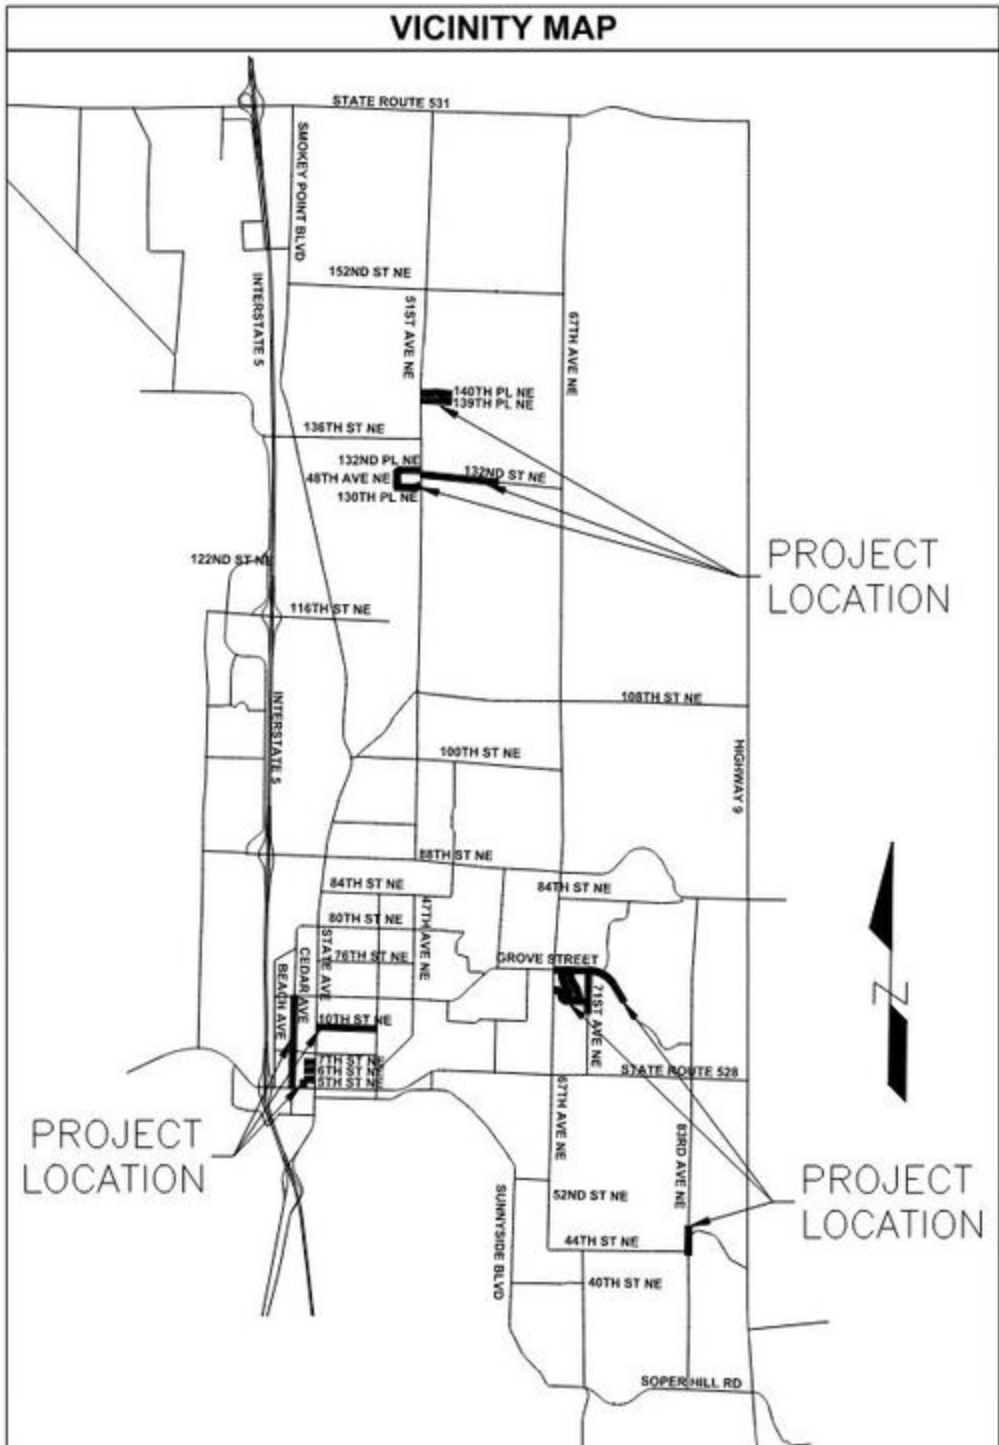 VICINITY MAP
STATE ROUTE 531
SMOKEY POINT BLVD
152ND ST NE
INTERSTATE 5
51ST AVE NE
67TH AVE NE
140TH PL NE
139TH PL NE
136TH ST NE
132ND PL NE
132ND ST NE
48TH AVE NE
130TH PL NE
PROJECT
LOCATION
122ND ST NE
116TH ST NE
INTERSTATE 5
108TH ST NE
HIGHWAY 9
100TH ST NE
88TH ST NE
84TH ST NE
84TH ST NE
47TH AVE NE
80TH ST NE
STATE AVE
76TH ST NE
GROVE STREET
CEDAR AVE
BEACH AVE
71ST AVE NE
10TH ST NE
7TH ST NE
6TH ST NE
5TH ST NE
STATE ROUTE 528
N
67TH AVE NE
83RD AVE NE
PROJECT
LOCATION
PROJECT
LOCATION
SUNNYSIDE BLVD
52ND ST NE
44TH ST NE
40TH ST NE
SOPER HILL RD